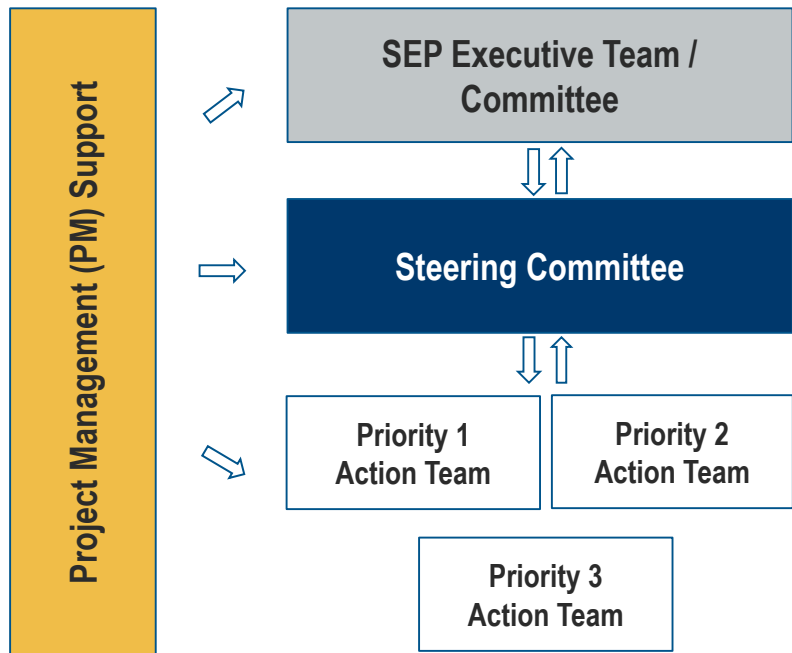 Project Management (PM) Support
SEP Executive Team /
Committee
Steering Committee
Priority 1
Action Team
Priority 2
Action Team
Priority 3
Action Team